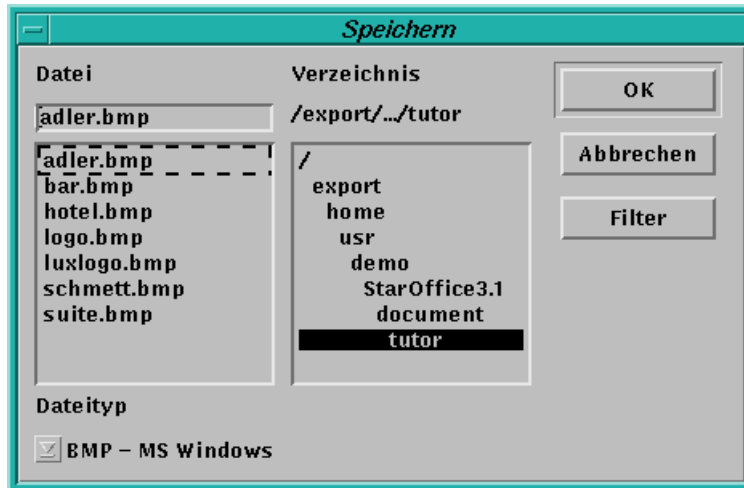 Speichern
Datei
Verzeichnis
OK
adler.bmp
/export/.../tutor
Abbrechen
adler.bmp
bar.bmp
hotel.bmp
logo.bmp
luxlogo.bmp
schmett.bmp
suite.bmp
/
export
home
usr
demo
StarOffice3.1
document
tutor
Filter
Dateityp
BMP – MS Windows